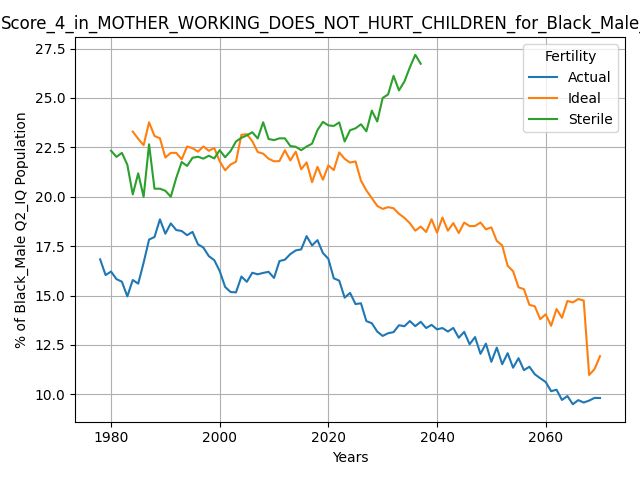 Score_4_in_MOTHER_WORKING_DOES_NOT_HURT_CHILDREN_for_Black_Male_
Fertility
Actual
Ideal
Sterile
% of Black_Male Q2_IQ Population
27.5
25.0
22.5
20.0
17.5
15.0
12.5
10.0
1980
2000
2020
2040
2060
Years